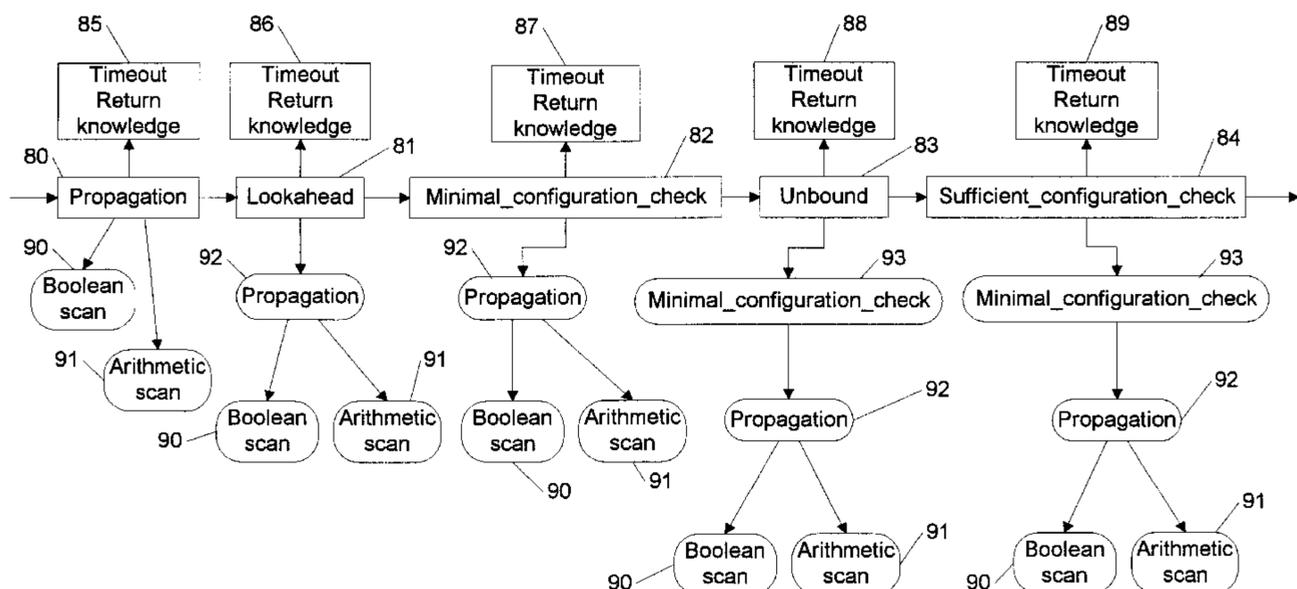 85
86
87
88
89
Timeout
Return
knowledge
Timeout
Return
knowledge
Timeout
Return
knowledge
Timeout
Return
knowledge
Timeout
Return
knowledge
80
81
82
83
84
Propagation
Lookahead
Minimal_configuration_check
Unbound
Sufficient_configuration_check
90
Boolean
scan
91
Arithmetic
scan
92
Propagation
90
Boolean
scan
91
Arithmetic
scan
92
Propagation
Boolean
scan
90
Arithmetic
scan
91
93
Minimal_configuration_check
92
Propagation
90
Boolean
scan
91
Arithmetic
scan
93
Minimal_configuration_check
92
Propagation
90
Boolean
scan
91
Arithmetic
scan